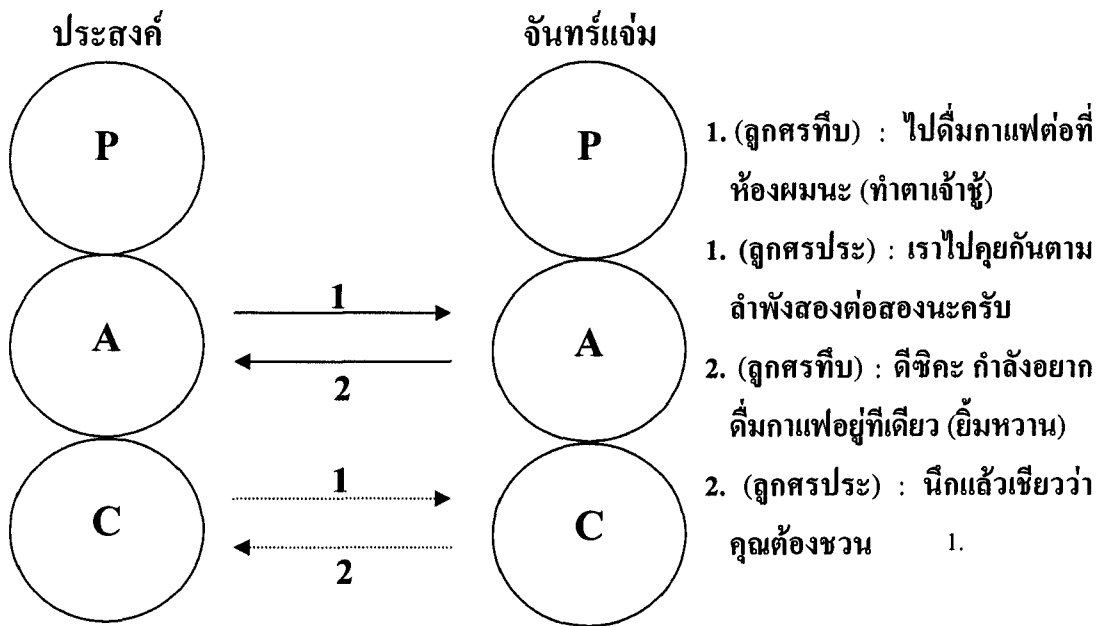 ประสงค์
จันทร์แจ่ม
P
P
A
A
C
C
1
2
1
2
1. (ลูกศรทึบ) : ไปดื่มกาแฟต่อที่
ห้องผมนะ (ทำตาเจ้าชู้)
1. (ลูกศรประ) : เราไปคุยกันตาม
ลำพังสองต่อสองนะครับ
2. (ลูกศรทึบ) : ดีซิคะ กำลังอยาก
ดื่มกาแฟอยู่ทีเดียว (ยิ้มหวาน)
2. (ลูกศรประ) : นึกแล้วเชียวว่า
คุณต้องชวน 1.